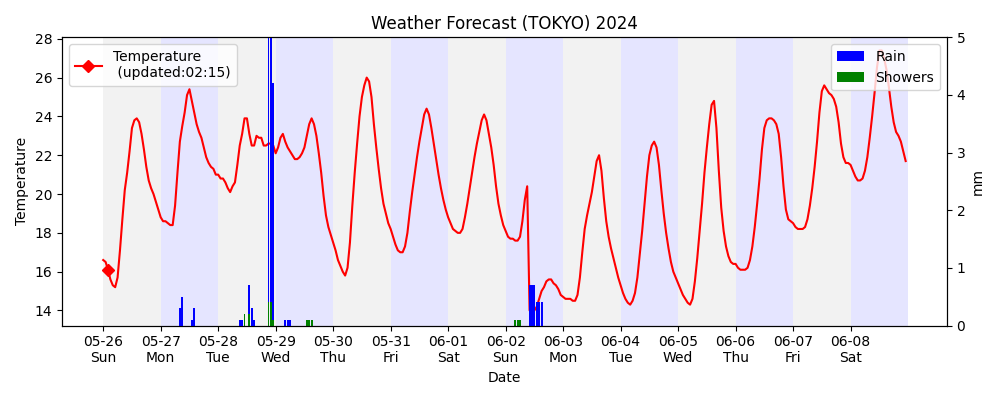 Weather Forecast (TOKYO) 2024
Temperature
(updated:02:15)
Rain
Showers
Temperature
28
26
24
22
20
18
16
14
5
4
3
2
1
0
mm
05-26 05-27 05-28 05-29 05-30 05-31 06-01 06-02 06-03 06-04 06-05 06-06 06-07 06-08
Sun Mon Tue Wed Thu Fri Sat Sun Mon Tue Wed Thu Fri Sat
Date